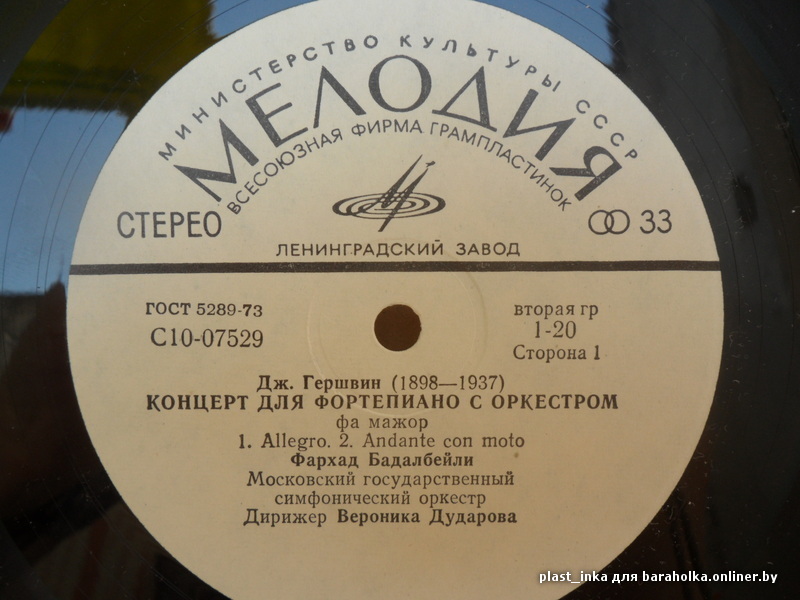 МИНИСТЕРСТВО КУЛЬТУРЫ СССР
МЕЛОДИЯ
ВСЕСОЮЗНАЯ ФИРМА ГРАМПЛАСТИНОК
СТЕРЕО
33
ЛЕНИНГРАДСКИЙ ЗАВОД
ГОСТ 5289-73
С10-07529
вторая гр
1-20
Сторона 1
Дж. Гершвин (1898—1937)
КОНЦЕРТ ДЛЯ ФОРТЕПИАНО С ОРКЕСТРОМ
фа мажор
1. Allegro. 2. Andante con moto
Фархад Бадалбейли
Московский государственный
симфонический оркестр
Дирижер Вероника Дударова
plast_inka для baraholka.onliner.by